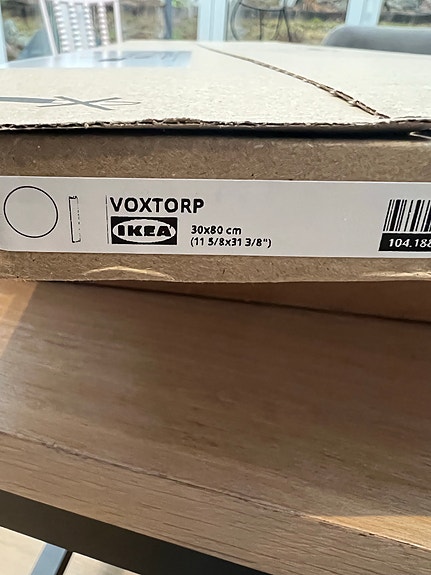 VOXTORP
IKEA
30x80 cm
(11 5/8x31 3/8")
104.188